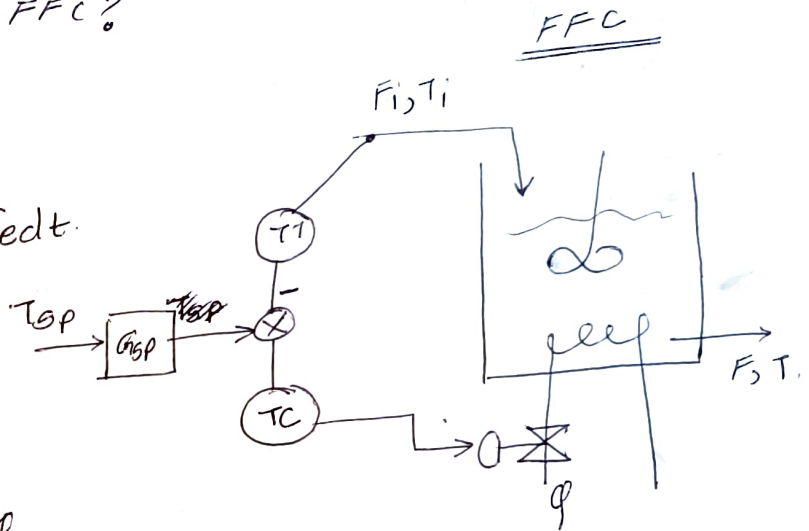 FFC?
FFC
Fi, Ti
TT
edt.
Tsp
Gsp
-
TC
F, T.
φ